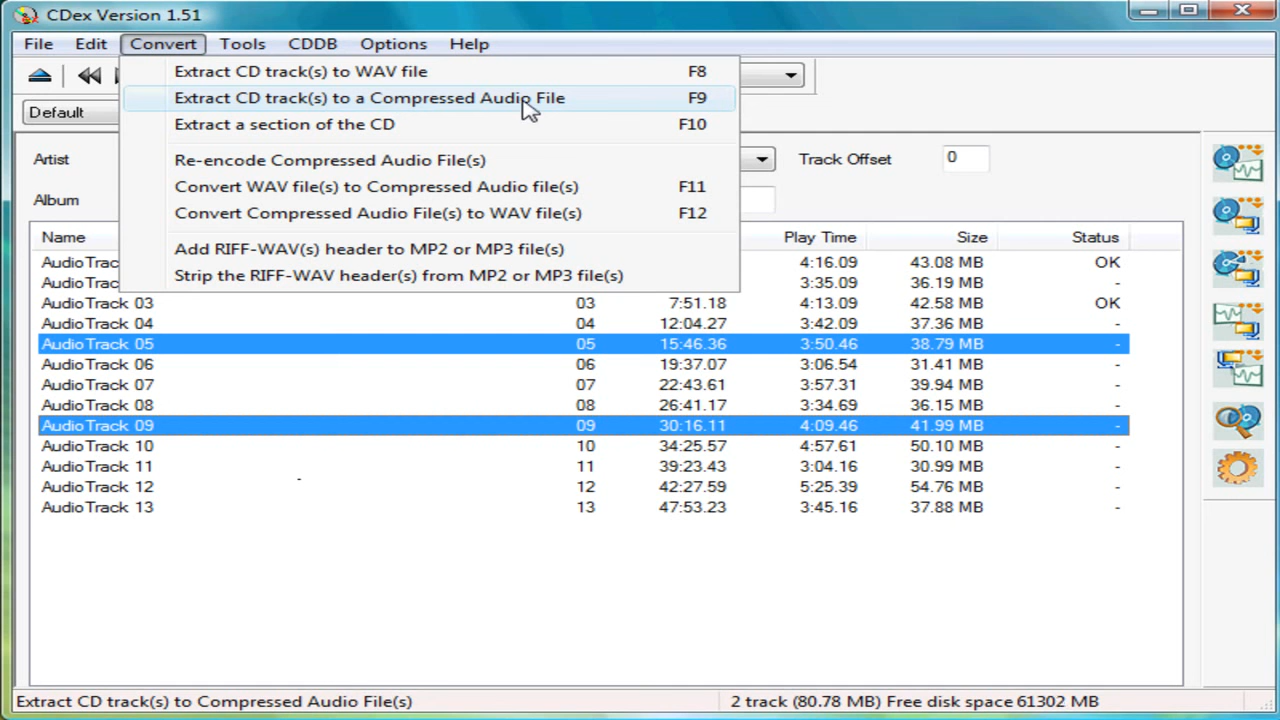 CDex Version 1.51
File Edit Convert Tools CDDB Options Help
Extract CD track(s) to WAV file F8
Extract CD track(s) to a Compressed Audio File F9
Extract a section of the CD F10
Re-encode Compressed Audio File(s)
Convert WAV file(s) to Compressed Audio file(s) F11
Convert Compressed Audio File(s) to WAV file(s) F12
Add RIFF-WAV(s) header to MP2 or MP3 file(s)
Strip the RIFF-WAV header(s) from MP2 or MP3 file(s)
Default
Artist Track Offset 0
Album
Name Play Time Size Status
AudioTrac 4:16.09 43.08 MB OK
AudioTrac 3:35.09 36.19 MB -
AudioTrack 03 03 7:51.18 4:13.09 42.58 MB OK
AudioTrack 04 04 12:04.27 3:42.09 37.36 MB -
AudioTrack 05 05 15:46.36 3:50.46 38.79 MB -
AudioTrack 06 06 19:37.07 3:06.54 31.41 MB -
AudioTrack 07 07 22:43.61 3:57.31 39.94 MB -
AudioTrack 08 08 26:41.17 3:34.69 36.15 MB -
AudioTrack 09 09 30:16.11 4:09.46 41.99 MB -
AudioTrack 10 10 34:25.57 4:57.61 50.10 MB -
AudioTrack 11 11 39:23.43 3:04.16 30.99 MB -
AudioTrack 12 12 42:27.59 5:25.39 54.76 MB -
AudioTrack 13 13 47:53.23 3:45.16 37.88 MB -
Extract CD track(s) to Compressed Audio File(s) 2 track (80.78 MB) Free disk space 61302 MB